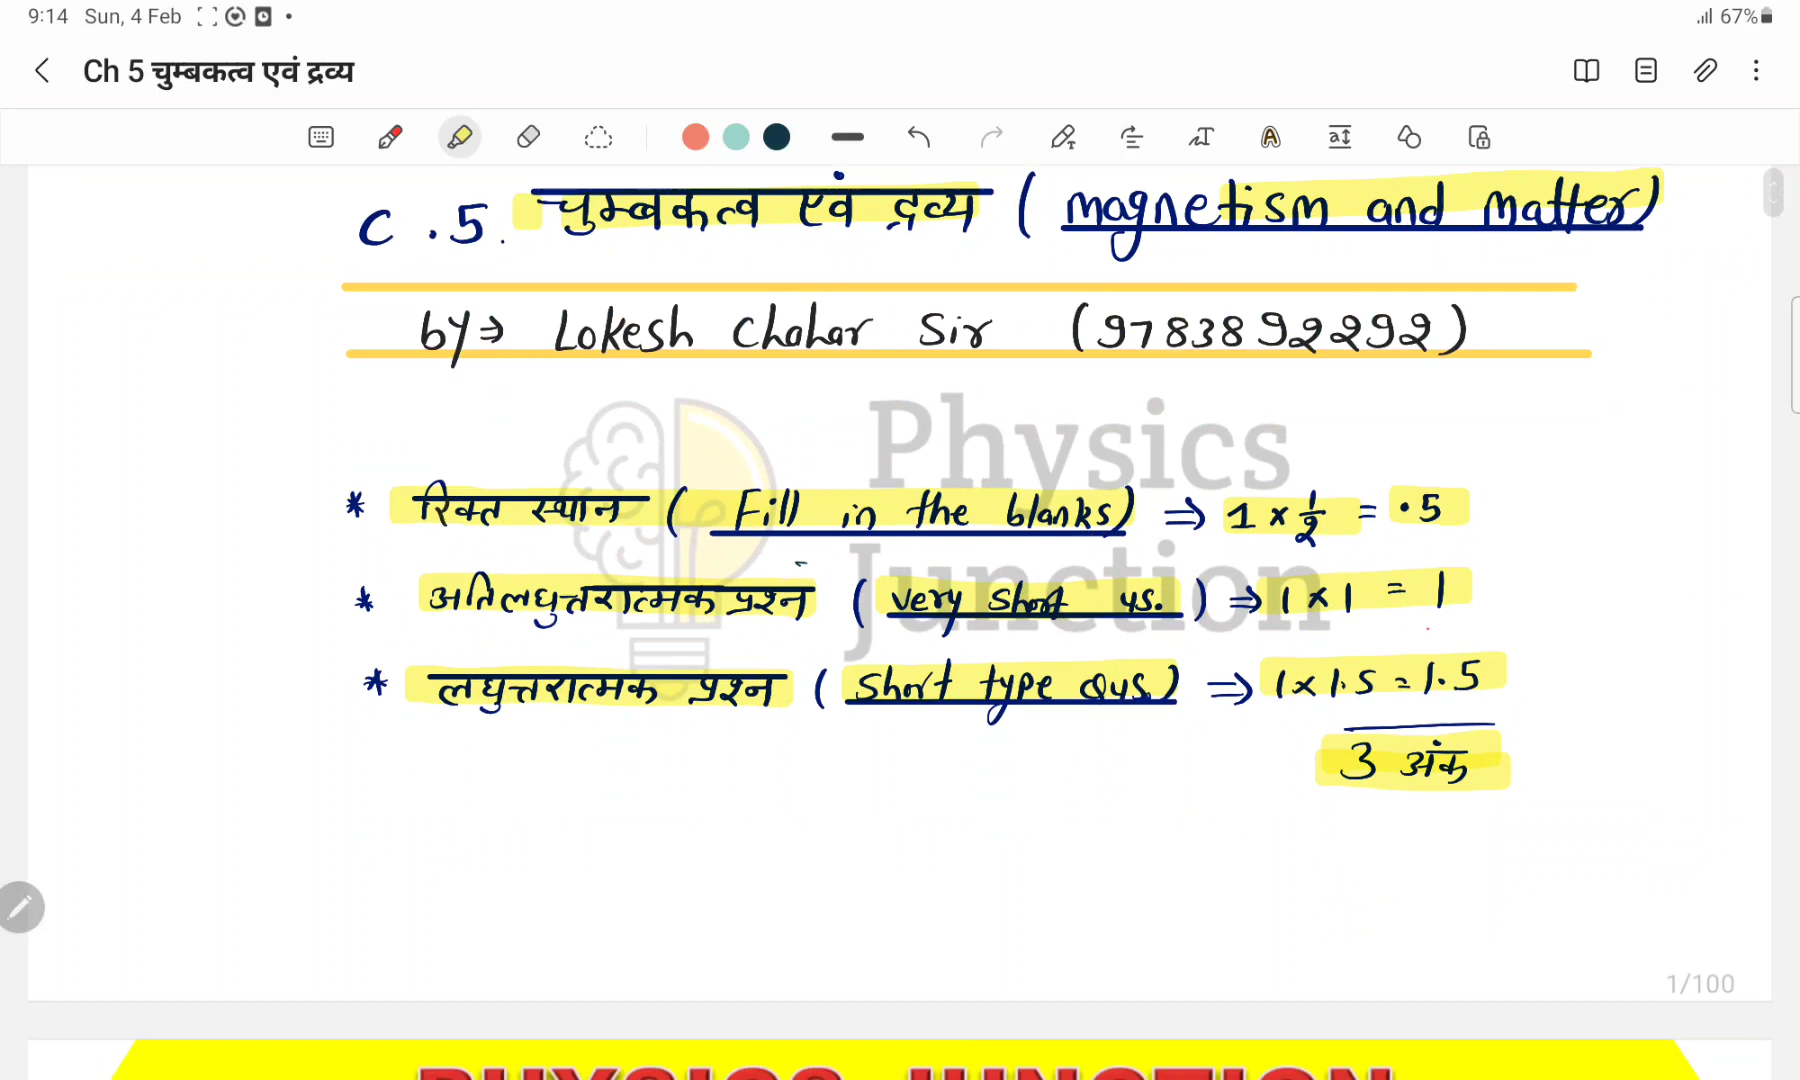 9:14 Sun, 4 Feb
67%
Ch 5 चुम्बकत्व एवं द्रव्य
C .5. चुम्बकत्व एवं द्रव्य ( magnetism and matter)
by⇒ Lokesh Chahar Sir (9783892292)
Physics
* रिक्त स्थान ( Fill in the blanks) ⇒ 1 × 1/2 = .5
Junction
* अतिलघुत्तरात्मक प्रश्न ( very short qs. ) ⇒ 1 × 1 = 1
* लघुत्तरात्मक प्रश्न ( short type Qus.) ⇒ 1 × 1.5 = 1.5
3 अंक
1/100
PHYSICS JUNCTION